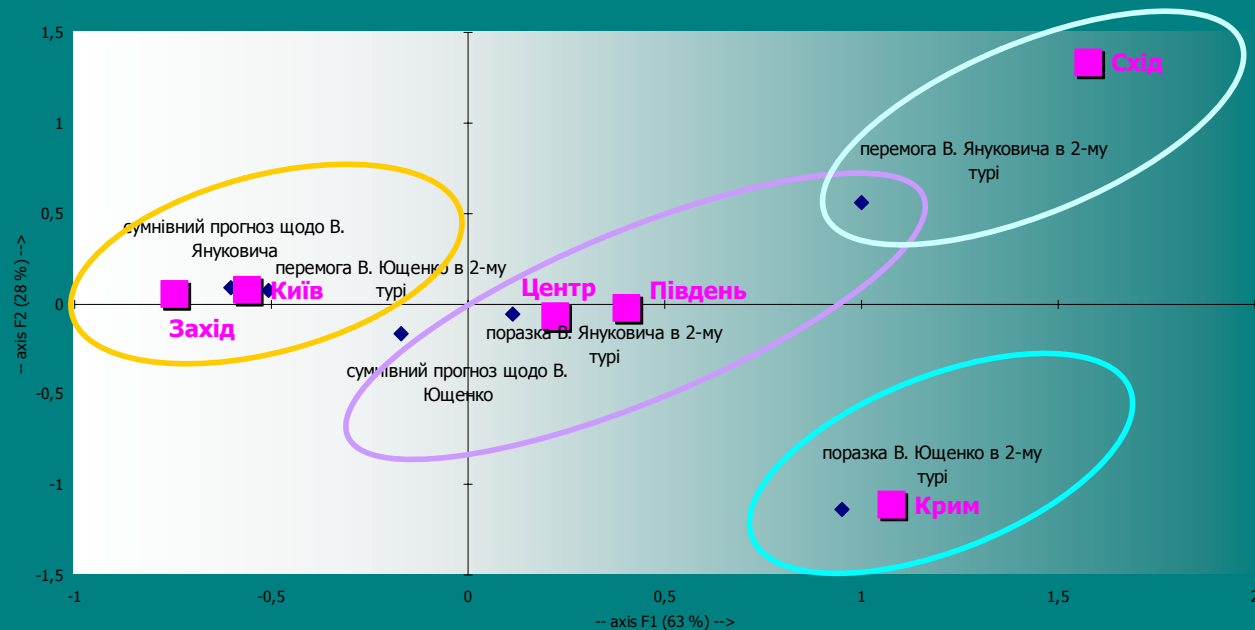 1,5
Схід
1
перемога В. Януковича в 2-му
турі
0,5
сумнівний прогноз щодо В.
Януковича
перемога В. Ющенко в 2-му
турі
Київ
Центр
Південь
0
Захід
поразка В. Януковича в 2-му
турі
сумнівний прогноз щодо В.
Ющенко
-0,5
поразка В. Ющенко в 2-му
турі
-1
Крим
-1,5
-- axis F2 (28 %) -->
-1
-0,5
0
0,5
1
1,5
2
-- axis F1 (63 %) -->